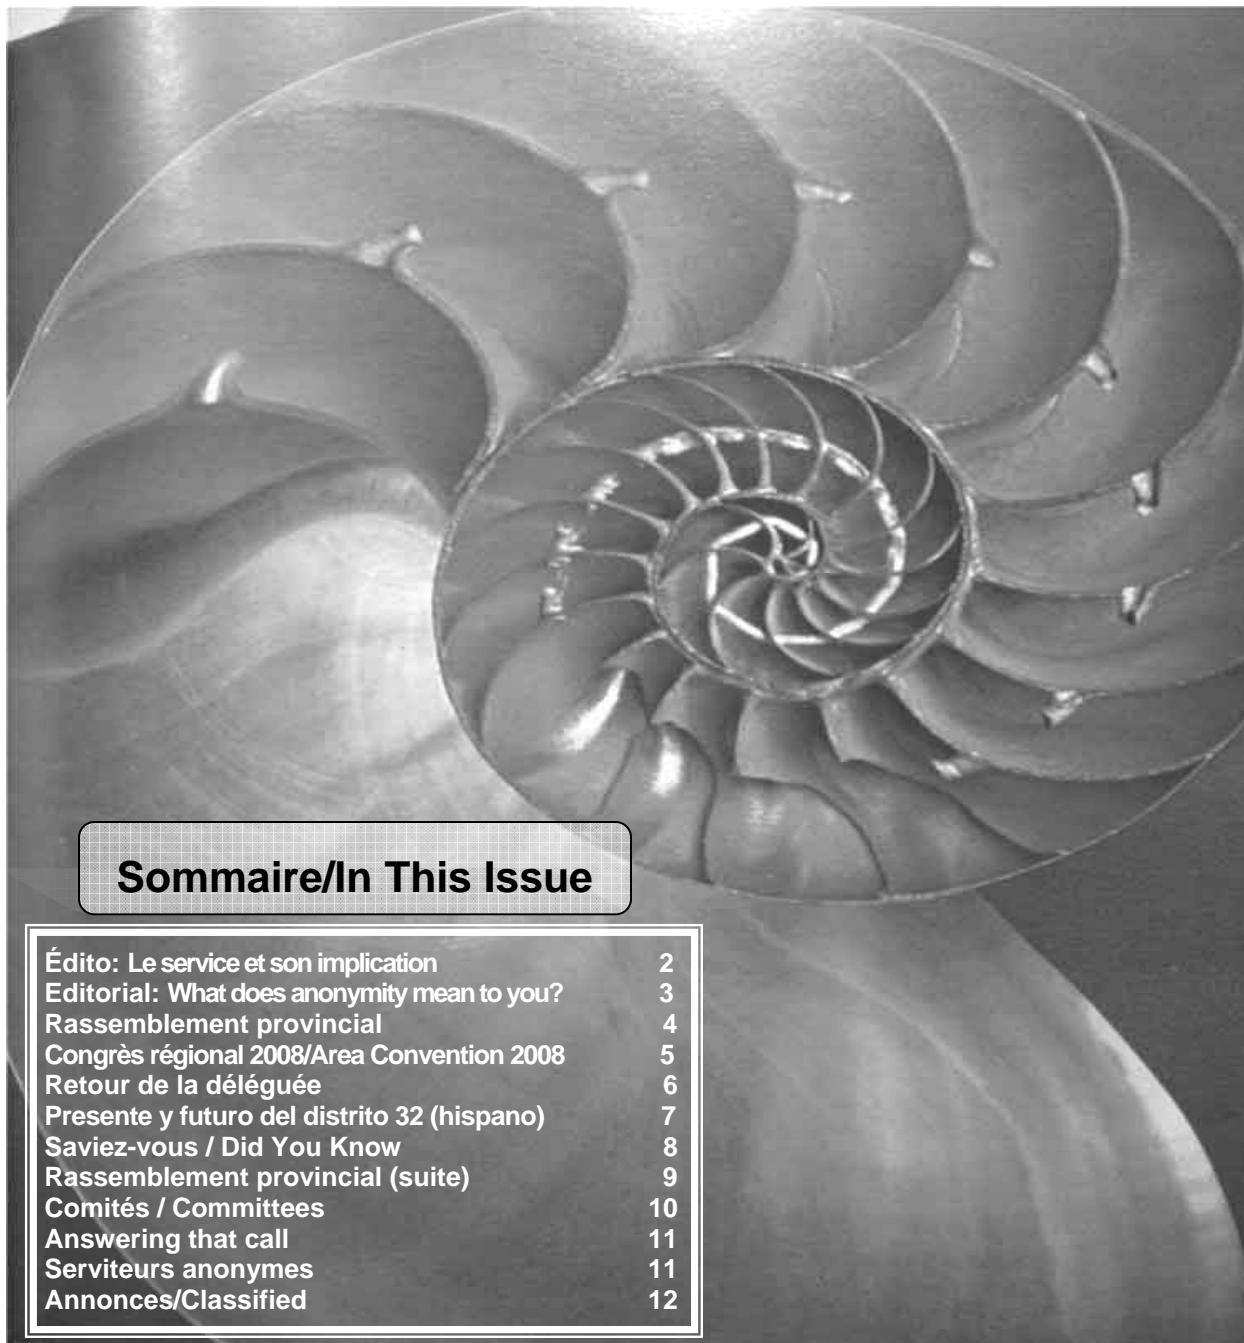 Sommaire/In This Issue
Édito: Le service et son implication 2
Editorial: What does anonymity mean to you? 3
Rassemblement provincial 4
Congrès régional 2008/Area Convention 2008 5
Retour de la déléguée 6
Presente y futuro del distrito 32 (hispano) 7
Saviez-vous / Did You Know 8
Rassemblement provincial (suite) 9
Comités / Committees 10
Answering that call 11
Serviteurs anonymes 11
Annonces/Classified 12